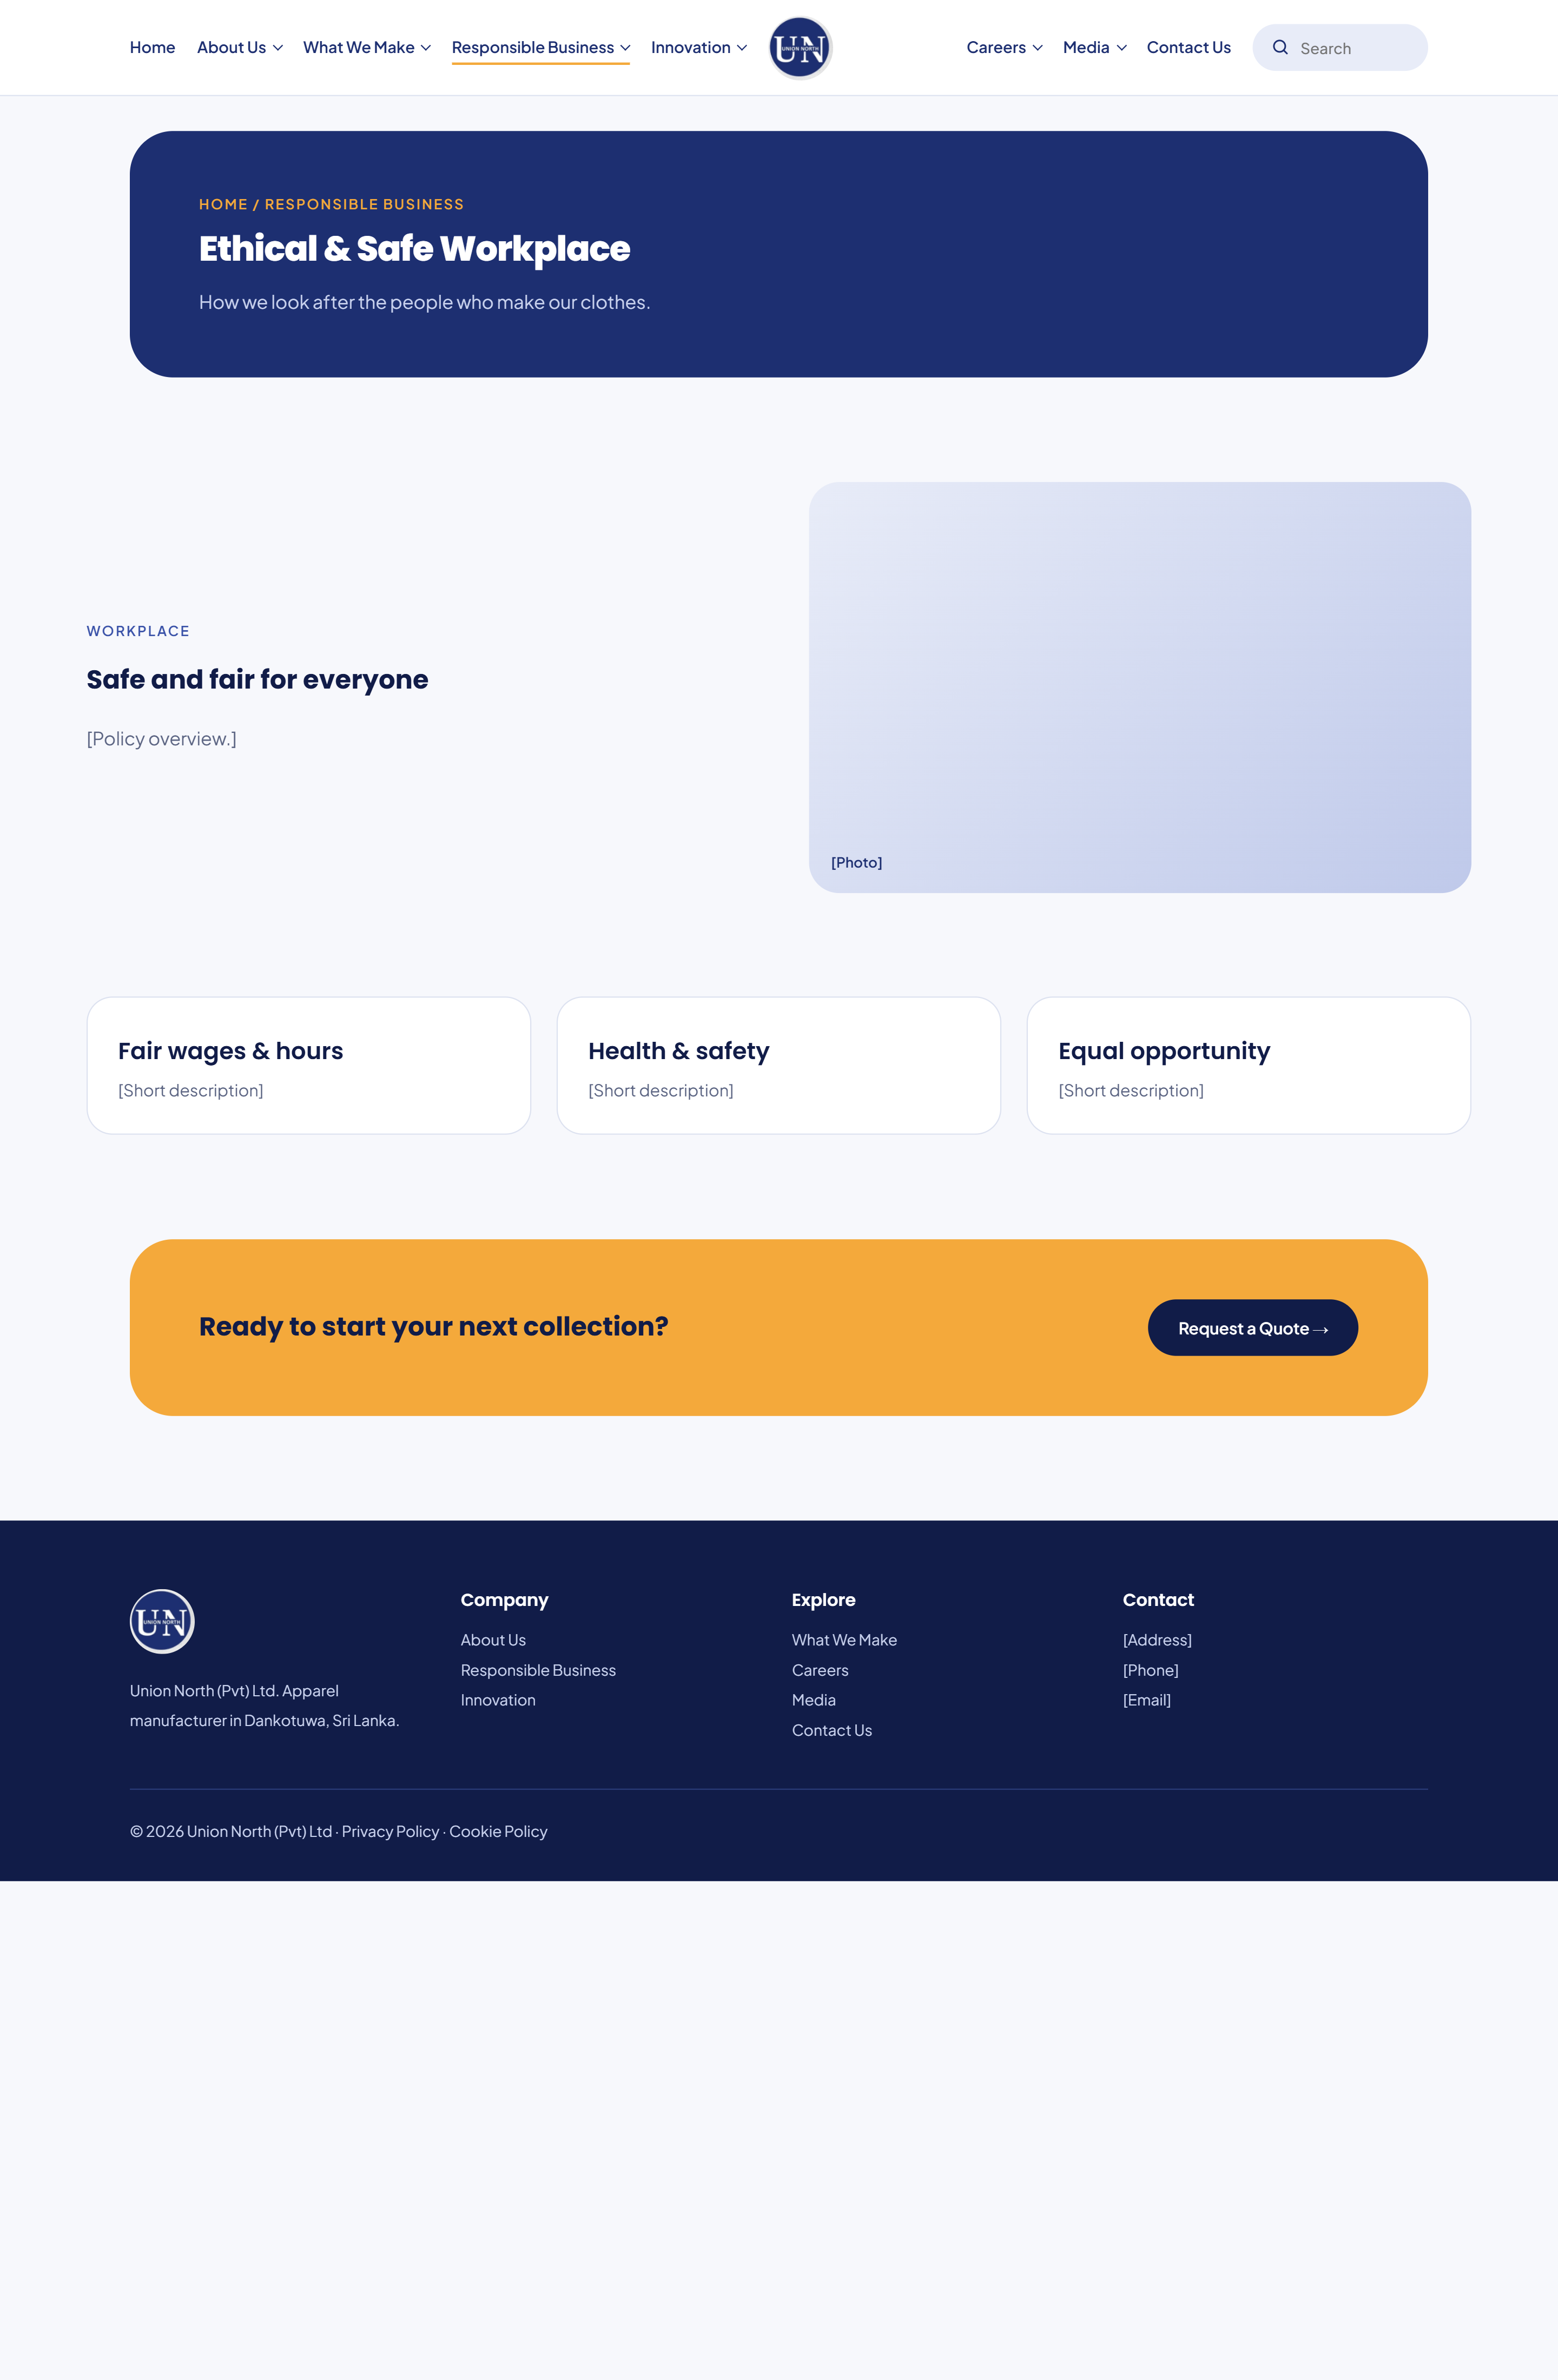 Home About Us What We Make Responsible Business Innovation UN UNION NORTH Careers Media Contact Us Search
HOME / RESPONSIBLE BUSINESS
Ethical & Safe Workplace
How we look after the people who make our clothes.
WORKPLACE
Safe and fair for everyone
[Policy overview.]
[Photo]
Fair wages & hours
[Short description]
Health & safety
[Short description]
Equal opportunity
[Short description]
Ready to start your next collection?
Request a Quote →
UN UNION NORTH
Union North (Pvt) Ltd. Apparel
manufacturer in Dankotuwa, Sri Lanka.
Company
About Us
Responsible Business
Innovation
Explore
What We Make
Careers
Media
Contact Us
Contact
[Address]
[Phone]
[Email]
© 2026 Union North (Pvt) Ltd · Privacy Policy · Cookie Policy